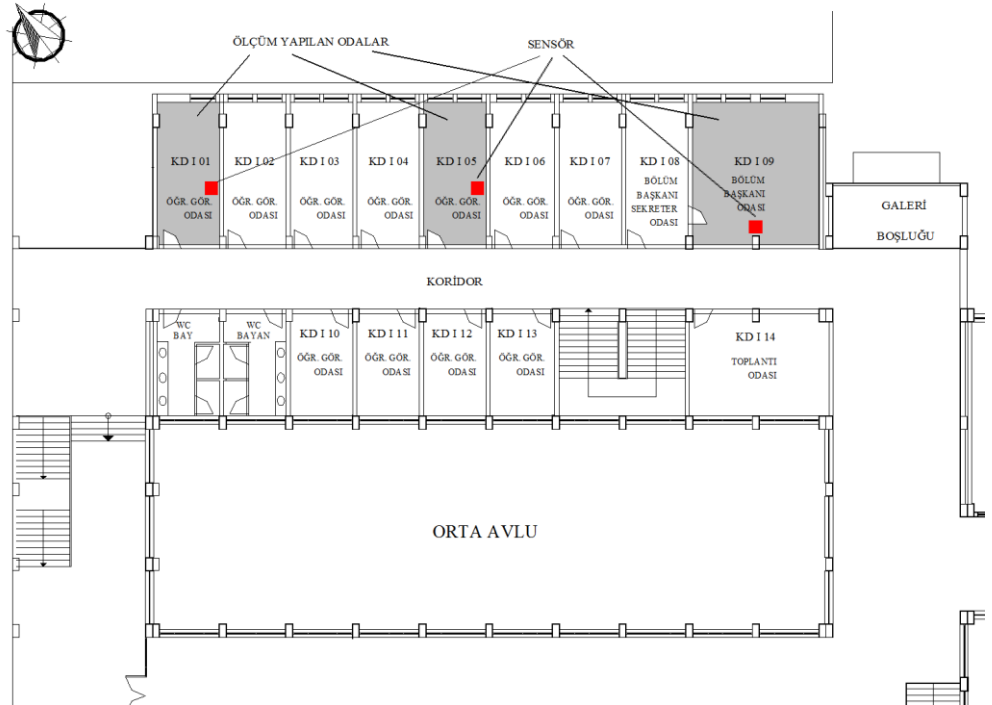 ÖLÇÜM YAPILAN ODALAR
SENSÖR
KD I 01
ÖĞR. GÖR.
ODASI
KD I 02
ÖĞR. GÖR.
ODASI
KD I 03
ÖĞR. GÖR.
ODASI
KD I 04
ÖĞR. GÖR.
ODASI
KD I 05
ÖĞR. GÖR.
ODASI
KD I 06
ÖĞR. GÖR.
ODASI
KD I 07
ÖĞR. GÖR.
ODASI
KD I 08
BÖLÜM
BAŞKANI
SEKRETER
ODASI
KD I 09
BÖLÜM
BAŞKANI
ODASI
GALERİ
BOŞLUĞU
KORİDOR
WC
BAY
WC
BAYAN
KD I 10
ÖĞR. GÖR.
ODASI
KD I 11
ÖĞR. GÖR.
ODASI
KD I 12
ÖĞR. GÖR.
ODASI
KD I 13
ÖĞR. GÖR.
ODASI
KD I 14
TOPLANTI
ODASI
ORTA AVLU